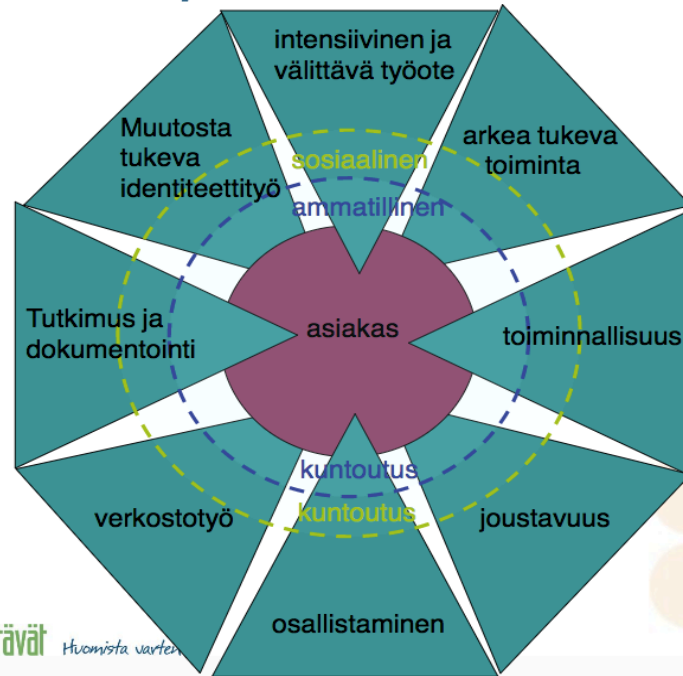 intensiivinen ja
välittävä työote
Muutosta
tukeva
identiteettityö
arkea tukeva
toiminta
sosiaalinen
ammatillinen
Tutkimus ja
dokumentointi
asiakas
toiminnallisuus
kuntoutus
kuntoutus
verkostotyö
joustavuus
osallistaminen
Huomista varten